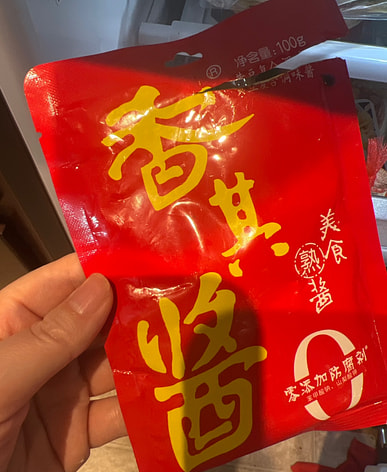 净含量:100g
®
香其酱
美食
熟酱
零添加防腐剂